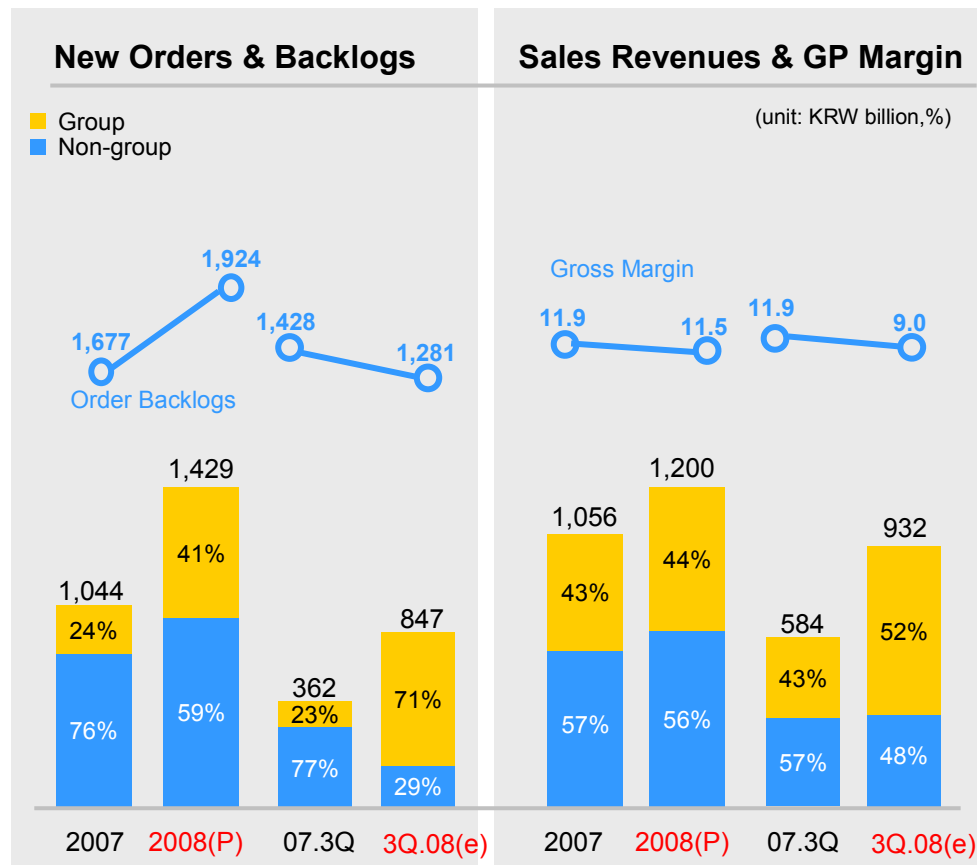 New Orders & Backlogs
Group
Non-group
1,924
1,677
1,428
1,281
Order Backlogs
1,429
41%
1,044
24%
847
71%
362
23%
59%
76%
77%
29%
2007 2008(P) 07.3Q 3Q.08(e)
Sales Revenues & GP Margin
(unit: KRW billion,%)
Gross Margin
11.9 11.5 11.9 9.0
1,200
1,056
932
44%
43%
584
52%
43%
57%
56%
57%
48%
2007 2008(P) 07.3Q 3Q.08(e)